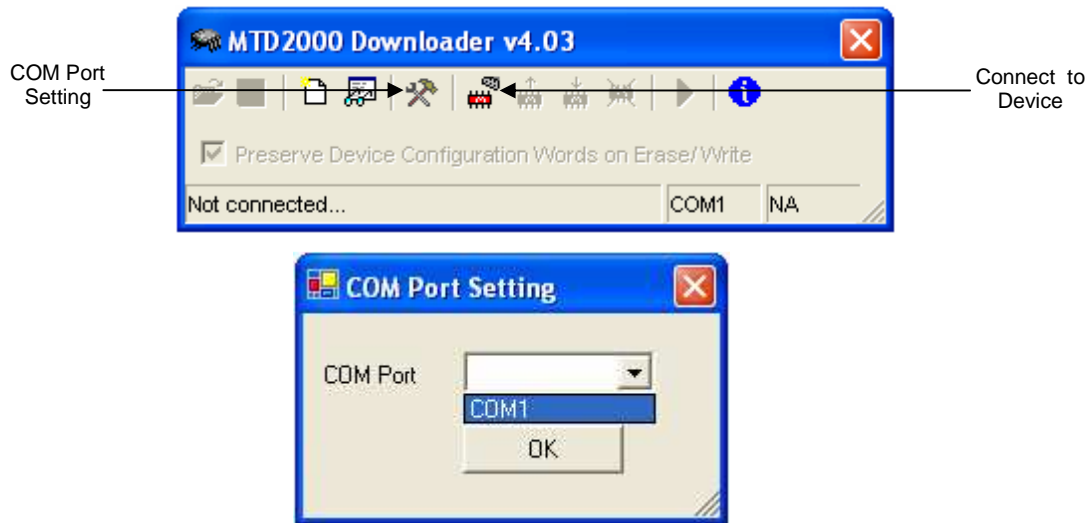 MTD2000 Downloader v4.03
COM Port
Setting
Connect to
Device
Preserve Device Configuration Words on Erase/Write
Not connected... COM1 NA
COM Port Setting
COM Port
COM1
OK